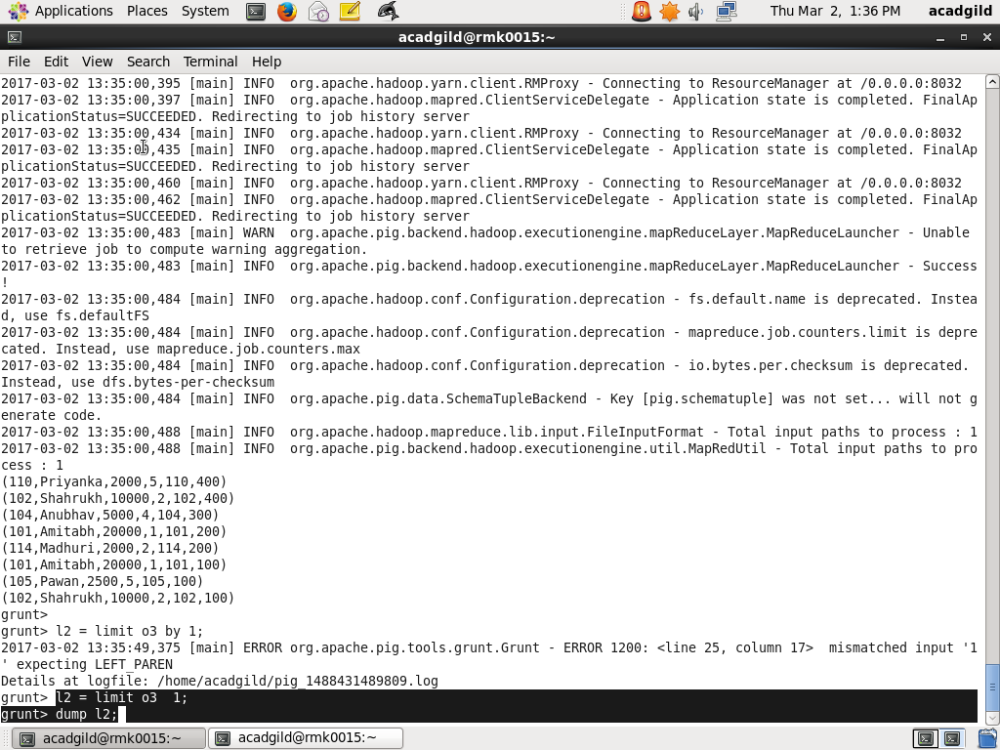 Applications Places System Thu Mar 2, 1:36 PM acadgild
acadgild@rmk0015:~
File Edit View Search Terminal Help
2017-03-02 13:35:00,395 [main] INFO  org.apache.hadoop.yarn.client.RMProxy - Connecting to ResourceManager at /0.0.0.0:8032
2017-03-02 13:35:00,397 [main] INFO  org.apache.hadoop.mapred.ClientServiceDelegate - Application state is completed. FinalAp
plicationStatus=SUCCEEDED. Redirecting to job history server
2017-03-02 13:35:00,434 [main] INFO  org.apache.hadoop.yarn.client.RMProxy - Connecting to ResourceManager at /0.0.0.0:8032
2017-03-02 13:35:00,435 [main] INFO  org.apache.hadoop.mapred.ClientServiceDelegate - Application state is completed. FinalAp
plicationStatus=SUCCEEDED. Redirecting to job history server
2017-03-02 13:35:00,460 [main] INFO  org.apache.hadoop.yarn.client.RMProxy - Connecting to ResourceManager at /0.0.0.0:8032
2017-03-02 13:35:00,462 [main] INFO  org.apache.hadoop.mapred.ClientServiceDelegate - Application state is completed. FinalAp
plicationStatus=SUCCEEDED. Redirecting to job history server
2017-03-02 13:35:00,483 [main] WARN  org.apache.pig.backend.hadoop.executionengine.mapReduceLayer.MapReduceLauncher - Unable
to retrieve job to compute warning aggregation.
2017-03-02 13:35:00,483 [main] INFO  org.apache.pig.backend.hadoop.executionengine.mapReduceLayer.MapReduceLauncher - Success
!
2017-03-02 13:35:00,484 [main] INFO  org.apache.hadoop.conf.Configuration.deprecation - fs.default.name is deprecated. Instea
d, use fs.defaultFS
2017-03-02 13:35:00,484 [main] INFO  org.apache.hadoop.conf.Configuration.deprecation - mapreduce.job.counters.limit is depre
cated. Instead, use mapreduce.job.counters.max
2017-03-02 13:35:00,484 [main] INFO  org.apache.hadoop.conf.Configuration.deprecation - io.bytes.per.checksum is deprecated.
Instead, use dfs.bytes-per-checksum
2017-03-02 13:35:00,484 [main] INFO  org.apache.pig.data.SchemaTupleBackend - Key [pig.schematuple] was not set... will not g
enerate code.
2017-03-02 13:35:00,488 [main] INFO  org.apache.hadoop.mapreduce.lib.input.FileInputFormat - Total input paths to process : 1
2017-03-02 13:35:00,488 [main] INFO  org.apache.pig.backend.hadoop.executionengine.util.MapRedUtil - Total input paths to pro
cess : 1
(110,Priyanka,2000,5,110,400)
(102,Shahrukh,10000,2,102,400)
(104,Anubhav,5000,4,104,300)
(101,Amitabh,20000,1,101,200)
(114,Madhuri,2000,2,114,200)
(101,Amitabh,20000,1,101,100)
(105,Pawan,2500,5,105,100)
(102,Shahrukh,10000,2,102,100)
grunt>
grunt> l2 = limit o3 by 1;
2017-03-02 13:35:49,375 [main] ERROR org.apache.pig.tools.grunt.Grunt - ERROR 1200: <line 25, column 17>  mismatched input '1
' expecting LEFT_PAREN
Details at logfile: /home/acadgild/pig_1488431489809.log
grunt> l2 = limit o3  1;
grunt> dump l2;
acadgild@rmk0015:~ acadgild@rmk0015:~